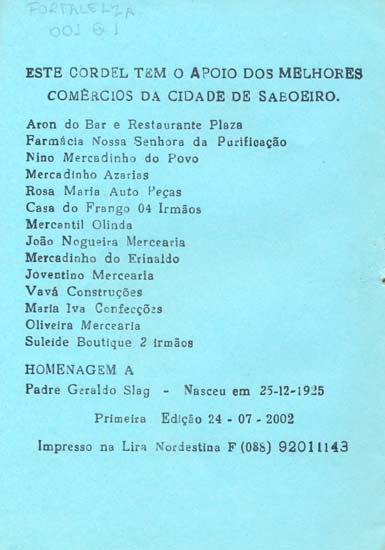 FORTALELZA
001 G1
ESTE CORDEL TEM O APOIO DOS MELHORES
COMÊRCIOS DA CIDADE DE SABOEIRO.
Aron do Bar e Restaurante Plaza
Farmácia Nossa Senhora da Purificação
Nino Mercadinho do Povo
Mercadinho Azarias
Rosa Maria Auto Peças
Casa do Frango 04 Irmãos
Mercantil Olinda
João Nogueira Mercearia
Mercadinho do Erinaldo
Joventino Mercearia
Vavá Construções
Maria Iva Confecções
Oliveira Mercearia
Suleide Boutique 2 irmãos
HOMENAGEM A
Padre Geraldo Slag - Nasceu em 25-12-1925
Primeira Edição 24 - 07 - 2002
Impresso na Lira Nordestina F (088) 92011143